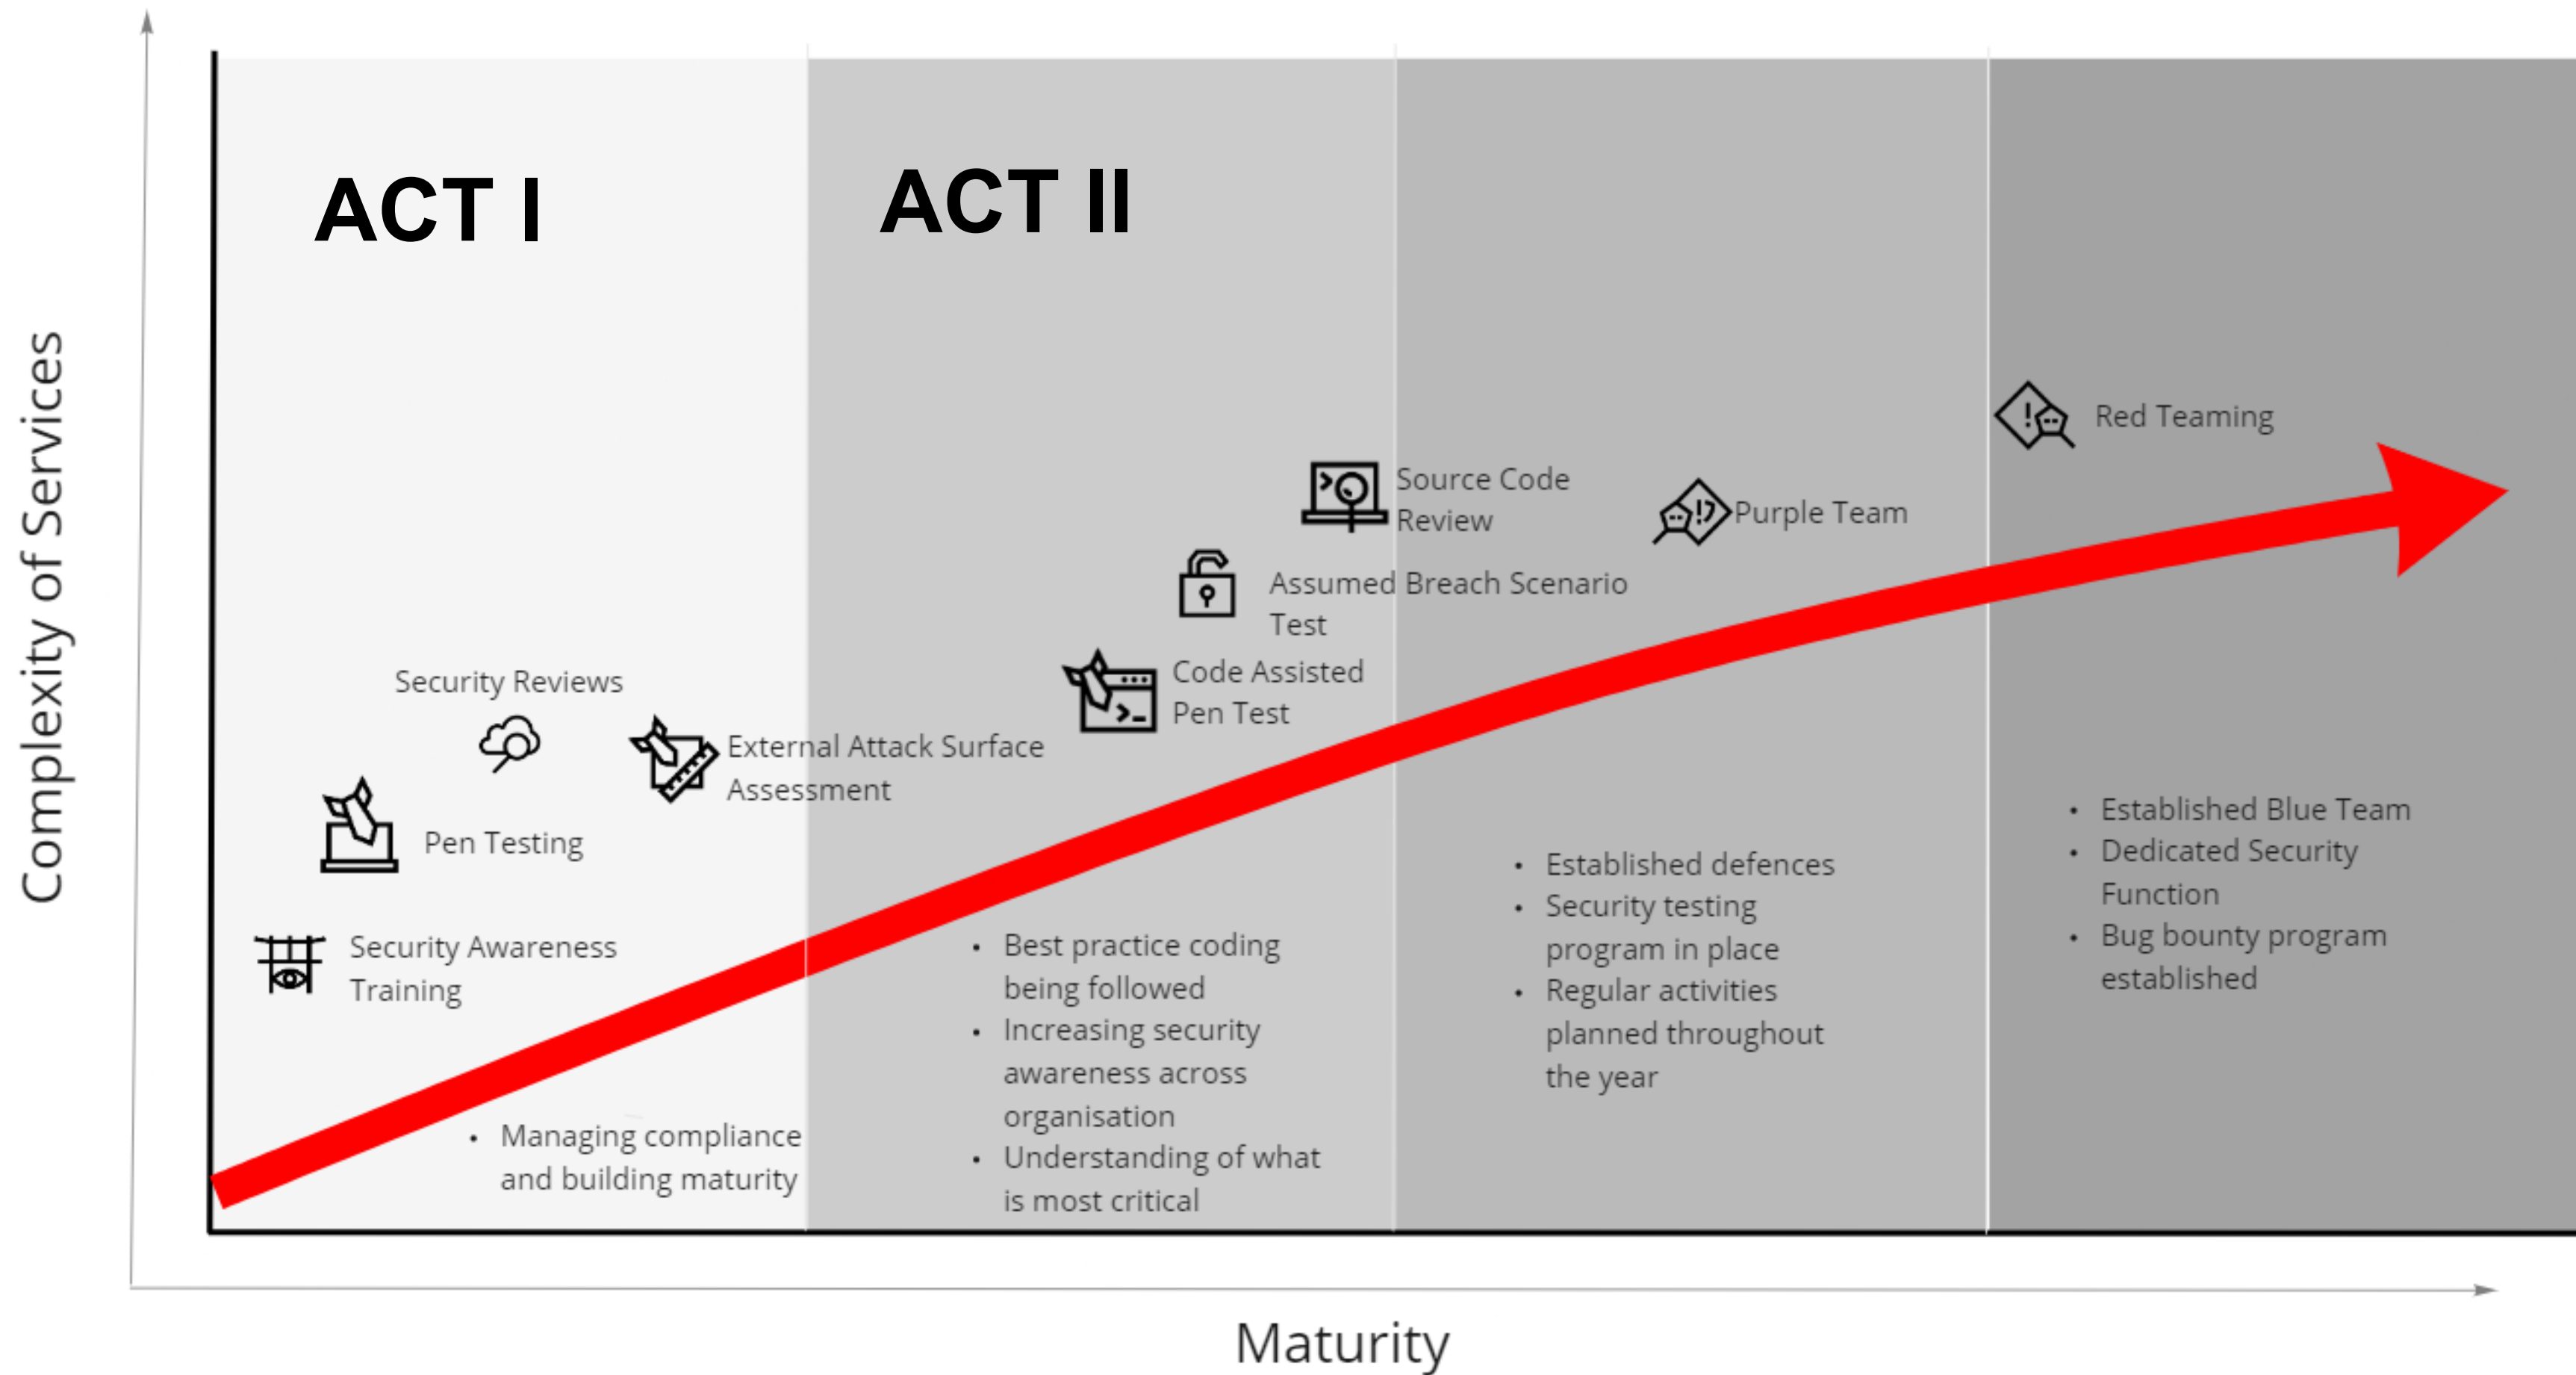 ACT I
ACT II
Complexity of Services
Red Teaming
Source Code
Review
Purple Team
Assumed Breach Scenario
Test
Code Assisted
Pen Test
Security Reviews
External Attack Surface
Assessment
Pen Testing
Security Awareness
Training
• Managing compliance
and building maturity
• Best practice coding
being followed
• Increasing security
awareness across
organisation
• Understanding of what
is most critical
• Established defences
• Security testing
program in place
• Regular activities
planned throughout
the year
• Established Blue Team
• Dedicated Security
Function
• Bug bounty program
established
Maturity